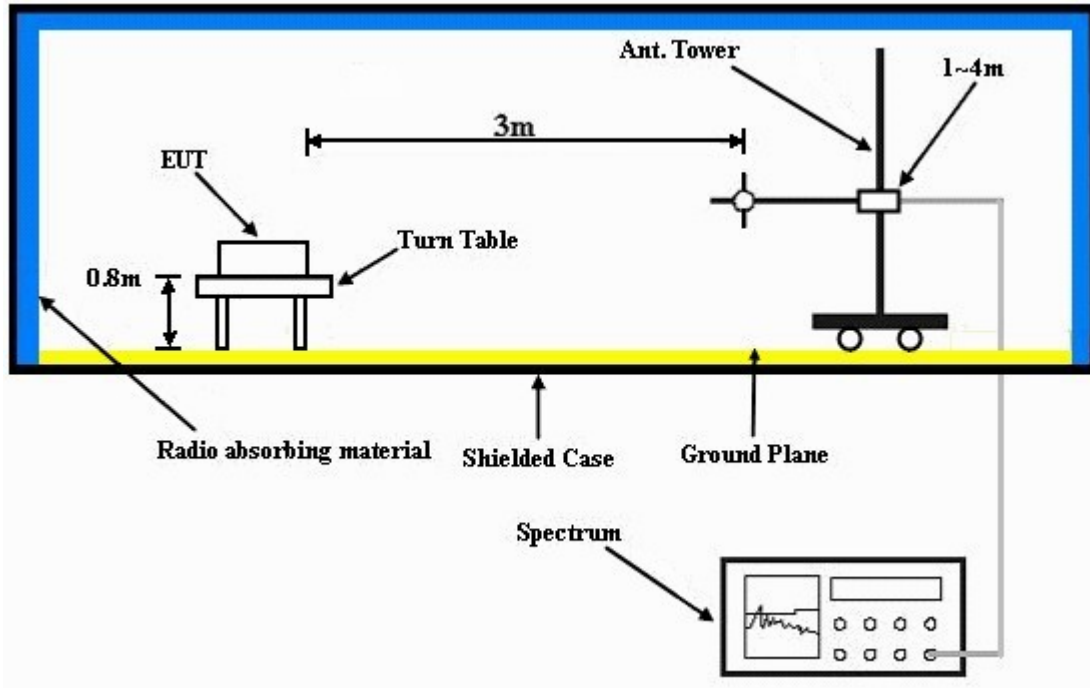 Ant. Tower
1~4m
3m
EUT
Turn Table
0.8m
Radio absorbing material
Shielded Case
Ground Plane
Spectrum